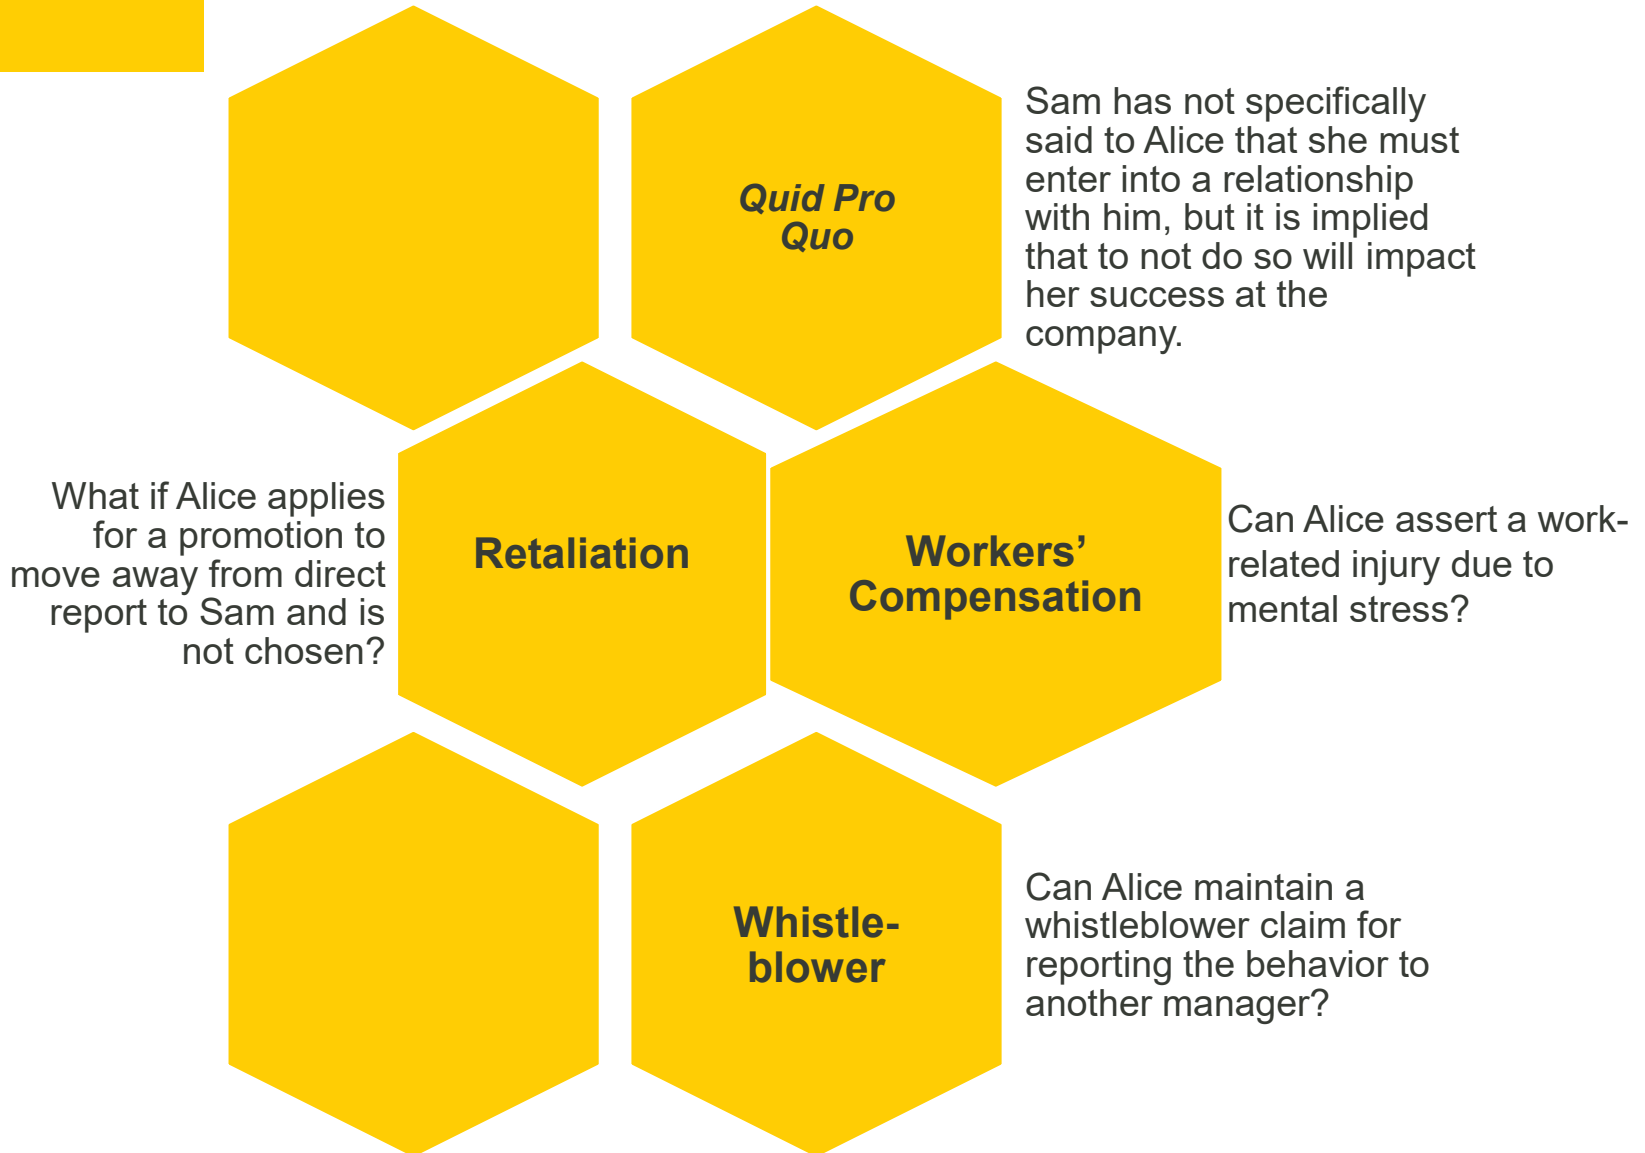 Quid Pro
Quo
Sam has not specifically
said to Alice that she must
enter into a relationship
with him, but it is implied
that to not do so will impact
her success at the
company.
What if Alice applies
for a promotion to
move away from direct
report to Sam and is
not chosen?
Retaliation
Workers’
Compensation
Can Alice assert a work-
related injury due to
mental stress?
Whistle-
blower
Can Alice maintain a
whistleblower claim for
reporting the behavior to
another manager?